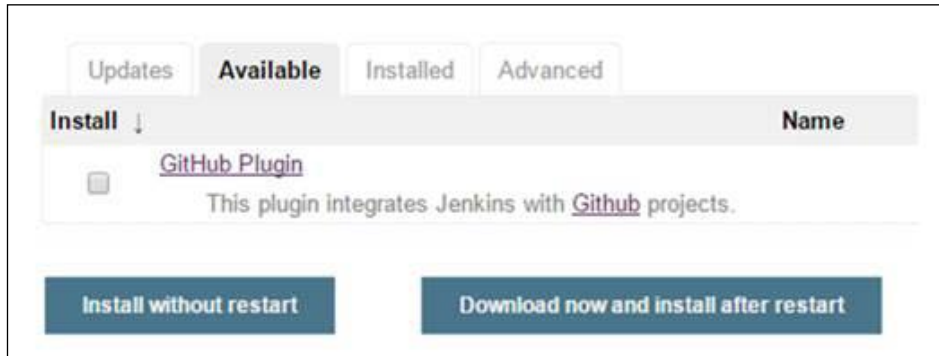 Updates Available Installed Advanced
Install ↓ Name
GitHub Plugin
This plugin integrates Jenkins with Github projects.
Install without restart Download now and install after restart